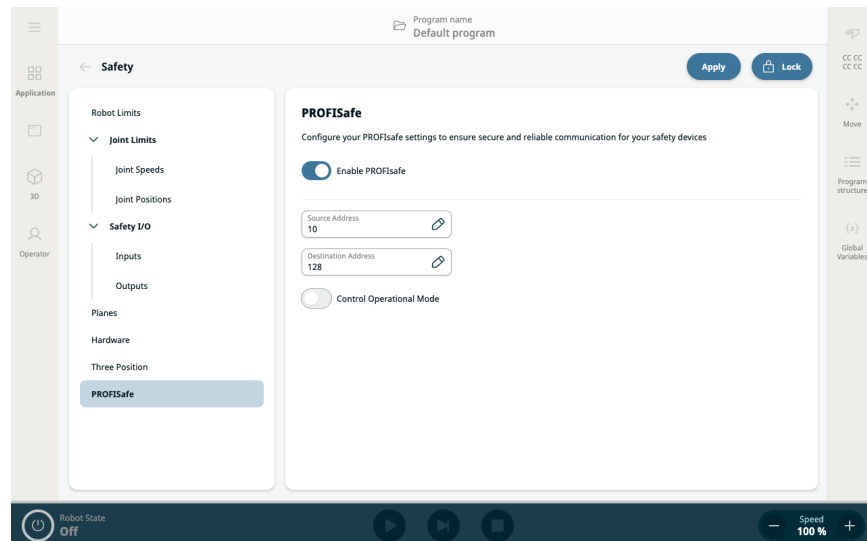 Program name
Default program
Safety
Apply
Lock
CC CC
CC CC
Application
Move
3D
Program
structure
Operator
Global
Variables
Robot Limits
Joint Limits
Joint Speeds
Joint Positions
Safety I/O
Inputs
Outputs
Planes
Hardware
Three Position
PROFISafe
PROFISafe
Configure your PROFIsafe settings to ensure secure and reliable communication for your safety devices
Enable PROFIsafe
Source Address
10
Destination Address
128
Control Operational Mode
Robot State
Off
Speed
100 %